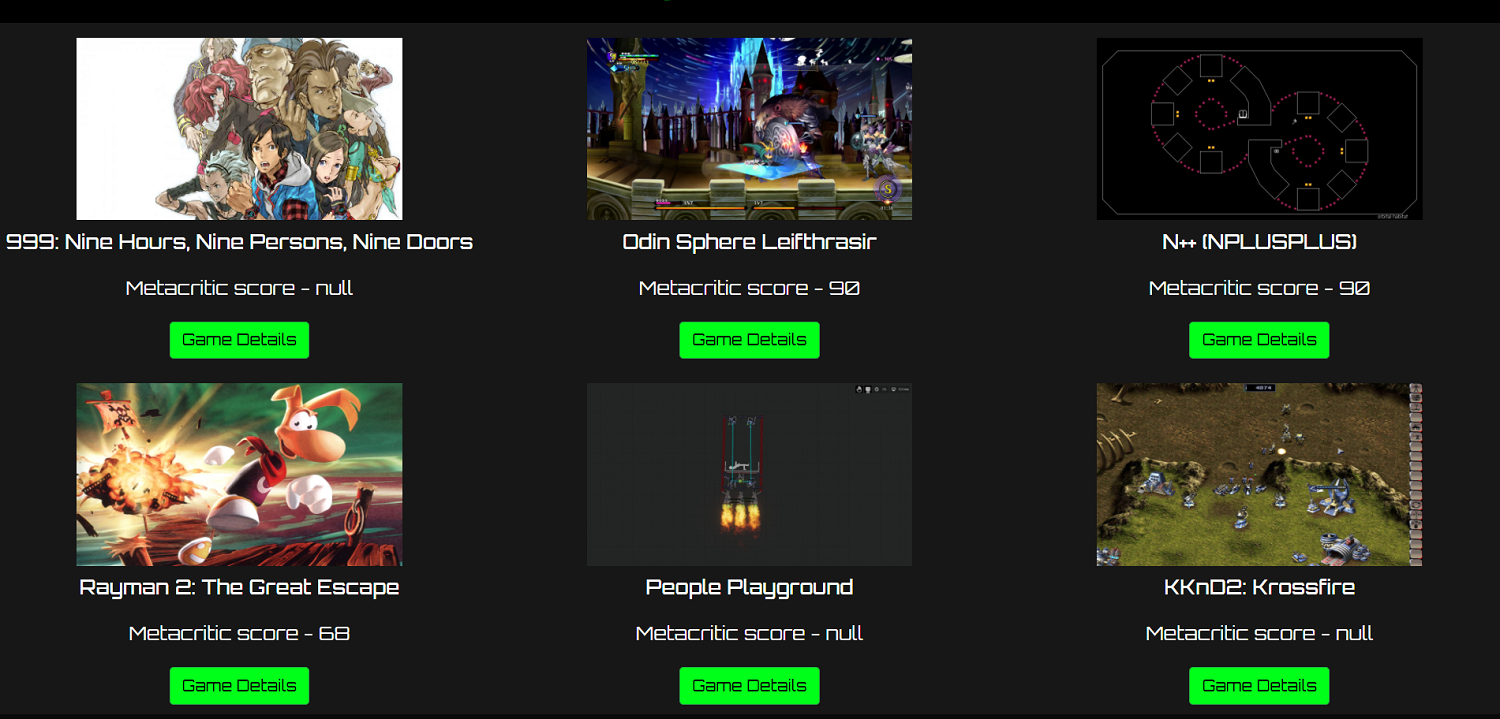 999: Nine Hours, Nine Persons, Nine Doors
Metacritic score - null
Game Details
Odin Sphere Leifthrasir
Metacritic score - 90
Game Details
N++ (NPLUSPLUS)
Metacritic score - 90
Game Details
Rayman 2: The Great Escape
Metacritic score - 68
Game Details
People Playground
Metacritic score - null
Game Details
KKnD2: Krossfire
Metacritic score - null
Game Details